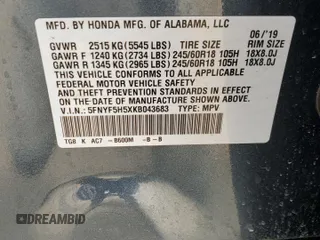 MFD. BY HONDA MFG. OF ALABAMA, LLC
06/'19
GVWR 2515 KG (5545 LBS) TIRE SIZE RIM SIZE
GAWR F 1240 KG (2734 LBS) 245/60R18 105H 18X8.0J
GAWR R 1345 KG (2965 LBS) 245/60R18 105H 18X8.0J
THIS VEHICLE CONFORMS TO ALL APPLICABLE
FEDERAL MOTOR VEHICLE SAFETY, BUMPER,
AND THEFT PREVENTION STANDARDS IN EFFECT
ON THE DATE OF MANUFACTURE SHOWN ABOVE.
V.I.N.: 5FNYF5H5XKB043683 TYPE: MPV
TG8 K AC7 - B600M -B -B
DREAMBID